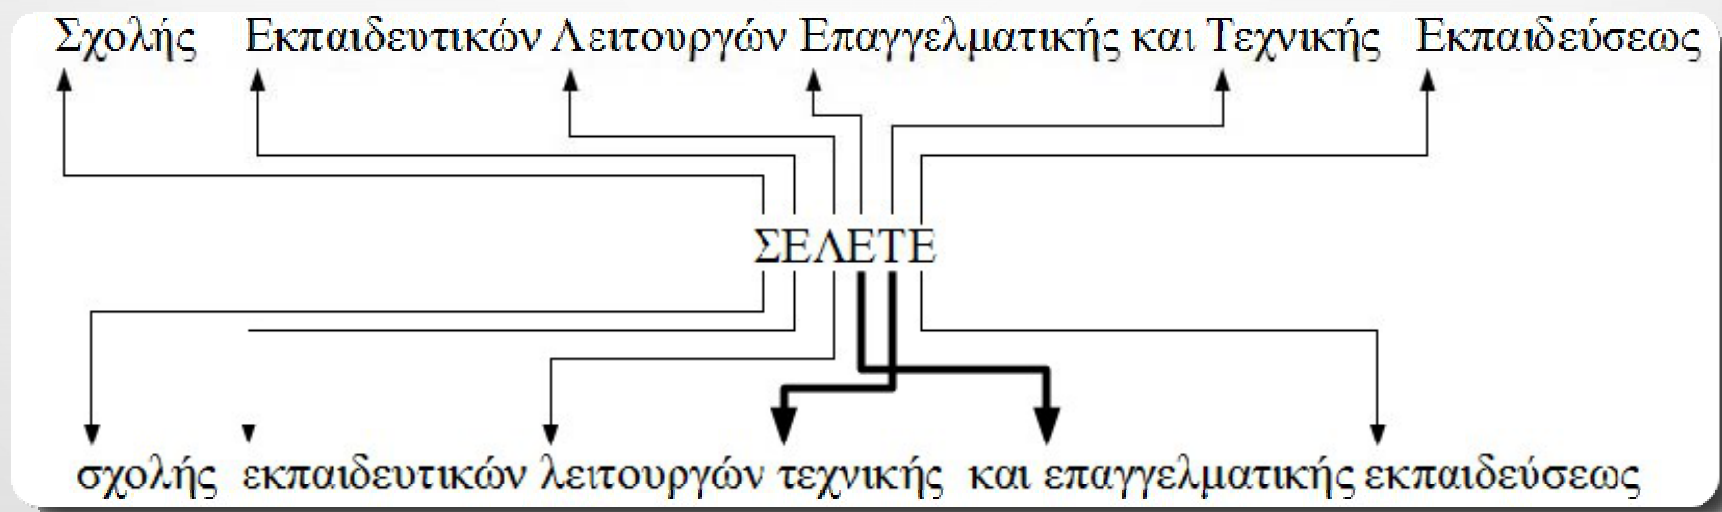 Σχολής Εκπαιδευτικών Λειτουργών Επαγγελματικής και Τεχνικής Εκπαιδεύσεως
ΣΕΛΕΤΕ
σχολής εκπαιδευτικών λειτουργών τεχνικής και επαγγελματικής εκπαιδεύσεως